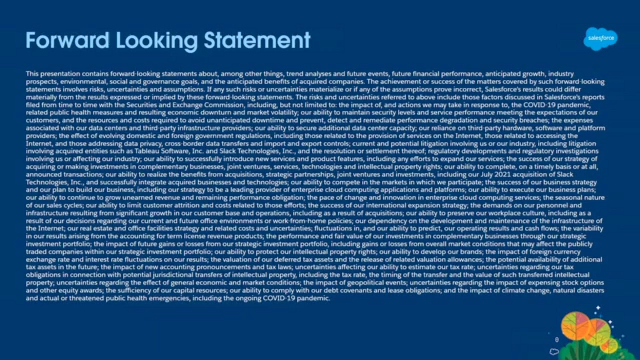 Forward Looking Statement
salesforce
This presentation contains forward-looking statements about, among other things, trend analyses and future events, future financial performance, anticipated growth, industry
prospects, environmental, social and governance goals, and the anticipated benefits of acquired companies. The achievement or success of the matters covered by such forward-looking
statements involves risks, uncertainties and assumptions. If any such risks or uncertainties materialize or if any of the assumptions prove incorrect, Salesforce's results could differ
materially from the results expressed or implied by these forward-looking statements. The risks and uncertainties referred to above include those factors discussed in Salesforce's reports
filed from time to time with the Securities and Exchange Commission, including, but not limited to: the impact of, and actions we may take in response to, the COVID-19 pandemic,
related public health measures and resulting economic downturn and market volatility; our ability to maintain security levels and service performance meeting the expectations of our
customers, and the resources and costs required to avoid unanticipated downtime and prevent, detect and remediate performance degradation and security breaches; the expenses
associated with our data centers and third party infrastructure providers; our ability to secure additional data center capacity; our reliance on third party hardware, software and platform
providers; the effect of evolving domestic and foreign government regulations, including those related to the provision of services on the Internet, those related to accessing the
Internet, and those addressing data privacy, cross border data transfers and import and export controls; current and potential litigation involving us or our industry, including litigation
involving acquired entities such as Tableau Software, Inc. and Slack Technologies, Inc., and the resolution or settlement thereof; regulatory developments and regulatory investigations
involving us or affecting our industry; our ability to successfully introduce new services and product features, including any efforts to expand our services; the success of our strategy of
acquiring or making investments in complementary businesses, joint ventures, services, technologies and intellectual property rights; our ability to complete, on a timely basis or at all,
announced transactions; our ability to realize the benefits from acquisitions, strategic partnerships, joint ventures and investments, including our July 2021 acquisition of Slack
Technologies, Inc., and successfully integrate acquired businesses and technologies; our ability to compete in the markets in which we participate; the success of our business strategy
and our plan to build our business, including our strategy to be a leading provider of enterprise cloud computing applications and platforms; our ability to execute our business plans;
our ability to continue to grow unearned revenue and remaining performance obligation; the pace of change and innovation in enterprise cloud computing services; the seasonal nature
of our sales cycles; our ability to limit customer attrition and costs related to those efforts; the success of our international expansion strategy; the demands on our personnel and
infrastructure resulting from significant growth in our customer base and operations, including as a result of acquisitions; our ability to preserve our workplace culture, including as a
result of our decisions regarding our current and future office environments or work-from-home policies; our dependency on the development and maintenance of the infrastructure of
the Internet; our real estate and office facilities strategy and related costs and uncertainties; fluctuations in, and our ability to predict, our operating results and cash flows; the variability
in our results arising from the accounting for term license revenue products; the performance and fair value of our investments in complementary businesses through our strategic
investment portfolio; the impact of future gains or losses from our strategic investment portfolio, including gains or losses from overall market conditions that may affect the publicly
traded companies within our strategic investment portfolio; our ability to protect our intellectual property rights; our ability to develop our brands; the impact of foreign currency
exchange rate and interest rate fluctuations on our results; the valuation of our deferred tax assets and the release of related valuation allowances; the potential availability of additional
tax assets in the future; the impact of new accounting pronouncements and tax laws; uncertainties affecting our ability to estimate our tax rate; uncertainties regarding our tax
obligations in connection with potential jurisdictional transfers of intellectual property, including the tax rate, the timing of the transfer and the value of such transferred intellectual
property; uncertainties regarding the effect of general economic and market conditions; the impact of geopolitical events; uncertainties regarding the impact of expensing stock options
and other equity awards; the sufficiency of our capital resources; our ability to comply with our debt covenants and lease obligations; and the impact of climate change, natural disasters
and actual or threatened public health emergencies, including the ongoing COVID-19 pandemic.